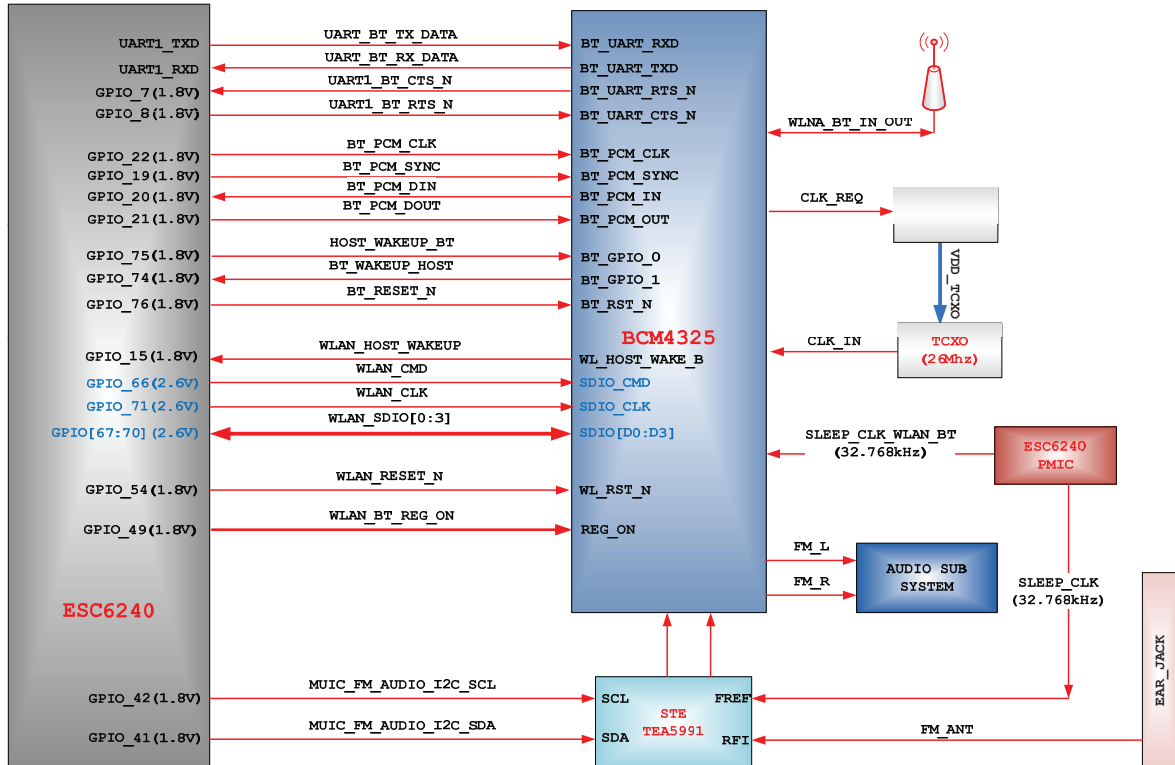 UART1_TXD UART_BT_TX_DATA BT_UART_RXD
UART1_RXD UART_BT_RX_DATA BT_UART_TXD
GPIO_7(1.8V) UART1_BT_CTS_N BT_UART_RTS_N
GPIO_8(1.8V) UART1_BT_RTS_N BT_UART_CTS_N
GPIO_22(1.8V) BT_PCM_CLK BT_PCM_CLK
GPIO_19(1.8V) BT_PCM_SYNC BT_PCM_SYNC
GPIO_20(1.8V) BT_PCM_DIN BT_PCM_IN
GPIO_21(1.8V) BT_PCM_DOUT BT_PCM_OUT
GPIO_75(1.8V) HOST_WAKEUP_BT BT_GPIO_0
GPIO_74(1.8V) BT_WAKEUP_HOST BT_GPIO_1
GPIO_76(1.8V) BT_RESET_N BT_RST_N
BCM4325
GPIO_15(1.8V) WLAN_HOST_WAKEUP WL_HOST_WAKE_B
GPIO_66(2.6V) WLAN_CMD SDIO_CMD
GPIO_71(2.6V) WLAN_CLK SDIO_CLK
GPIO[67:70](2.6V) WLAN_SDIO[0:3] SDIO[D0:D3]
GPIO_54(1.8V) WLAN_RESET_N WL_RST_N
GPIO_49(1.8V) WLAN_BT_REG_ON REG_ON
ESC6240
GPIO_42(1.8V) MUIC_FM_AUDIO_I2C_SCL SCL
GPIO_41(1.8V) MUIC_FM_AUDIO_I2C_SDA SDA
STE
TEA5991
FREF
RFI
WLNA_BT_IN_OUT
CLK_REQ
VDD_TCXO
CLK_IN
TCXO
(26Mhz)
SLEEP_CLK_WLAN_BT
(32.768kHz)
ESC6240
PMIC
FM_L
FM_R
AUDIO SUB
SYSTEM
SLEEP_CLK
(32.768kHz)
FM_ANT
EAR_JACK